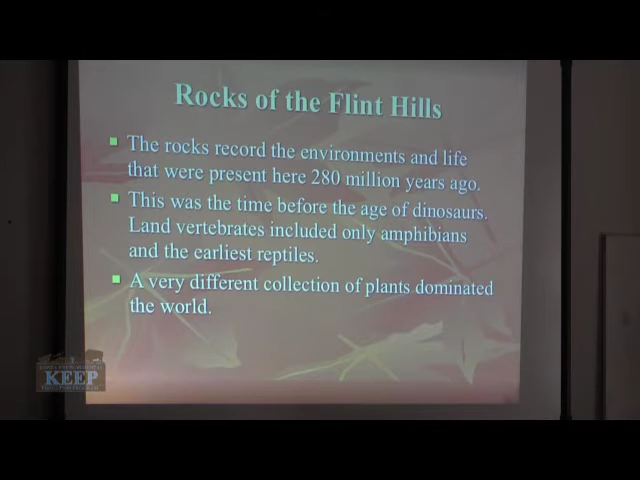 Rocks of the Flint Hills
The rocks record the environments and life
that were present here 280 million years ago.
This was the time before the age of dinosaurs.
Land vertebrates included only amphibians
and the earliest reptiles.
A very different collection of plants dominated
the world.
KEEP